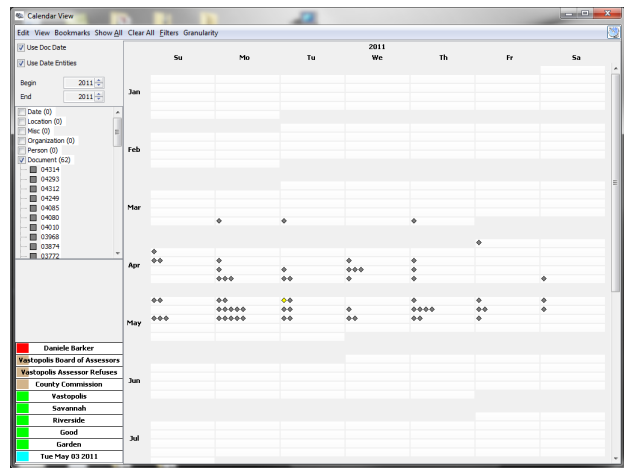 Calendar View
Edit View Bookmarks Show All Clear All Filters Granularity
Use Doc Date
Use Date Entities
Begin 2011
End 2011
Date (0)
Location (0)
Misc (0)
Organization (0)
Person (0)
Document (62)
04314
04293
04312
04249
04085
04080
04010
03968
03874
03772
Daniele Barker
Vastopolis Board of Assessors
Vastopolis Assessor Refuses
County Commission
Vastopolis
Savannah
Riverside
Good
Garden
Tue May 03 2011
2011
Su Mo Tu We Th Fr Sa
Jan
Feb
Mar
Apr
May
Jun
Jul